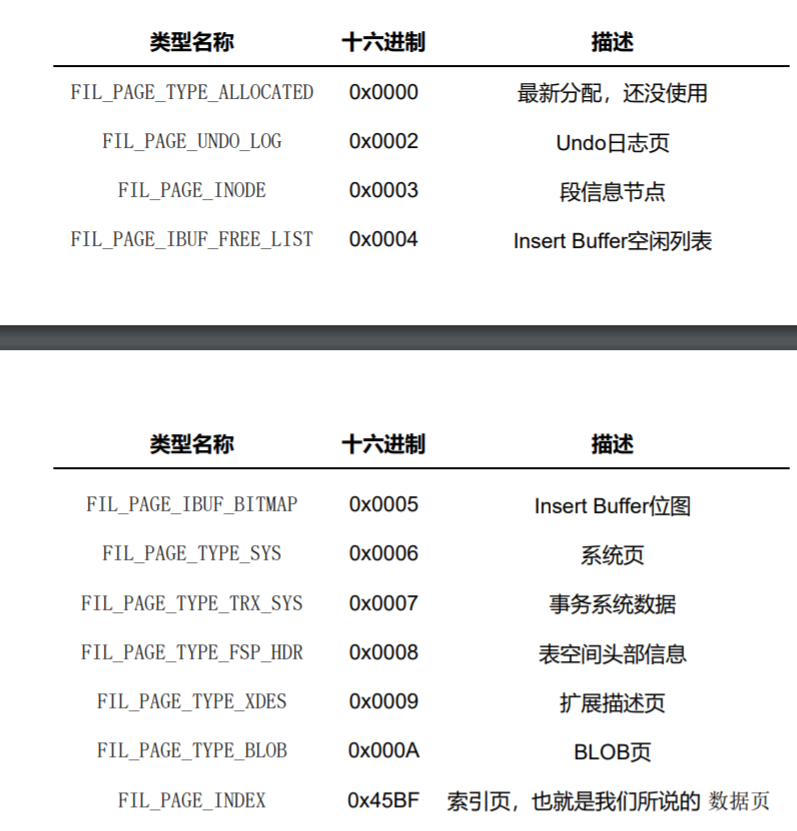 类型名称 十六进制 描述
FIL_PAGE_TYPE_ALLOCATED 0x0000 最新分配，还没使用
FIL_PAGE_UNDO_LOG 0x0002 Undo日志页
FIL_PAGE_INODE 0x0003 段信息节点
FIL_PAGE_IBUF_FREE_LIST 0x0004 Insert Buffer空闲列表
类型名称 十六进制 描述
FIL_PAGE_IBUF_BITMAP 0x0005 Insert Buffer位图
FIL_PAGE_TYPE_SYS 0x0006 系统页
FIL_PAGE_TYPE_TRX_SYS 0x0007 事务系统数据
FIL_PAGE_TYPE_FSP_HDR 0x0008 表空间头部信息
FIL_PAGE_TYPE_XDES 0x0009 扩展描述页
FIL_PAGE_TYPE_BLOB 0x000A BLOB页
FIL_PAGE_INDEX 0x45BF 索引页，也就是我们所说的 数据页